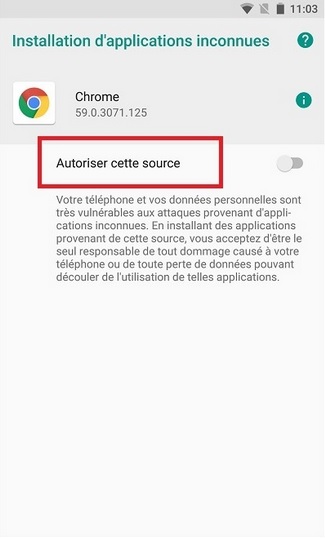 11:03
Installation d'applications inconnues
Chrome
59.0.3071.125
Autoriser cette source
Votre téléphone et vos données personnelles sont
très vulnérables aux attaques provenant d'appli-
cations inconnues. En installant des applications
provenant de cette source, vous acceptez d'être le
seul responsable de tout dommage causé à votre
téléphone ou de toute perte de données pouvant
découler de l'utilisation de telles applications.